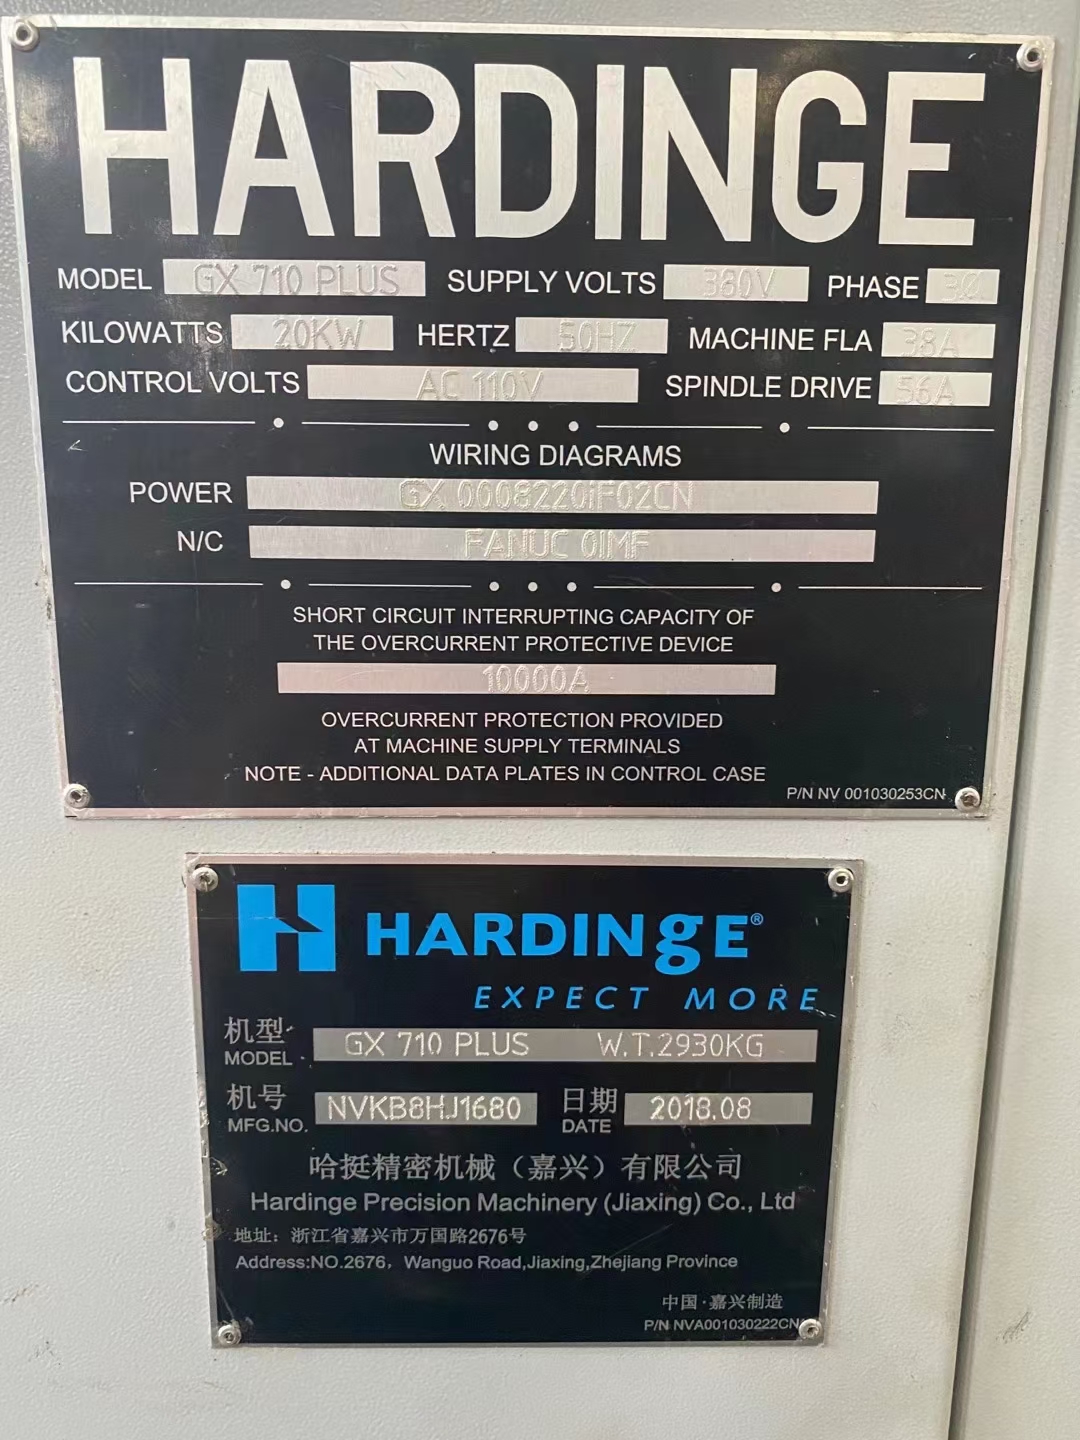 HARDINGE
MODEL GX 710 PLUS SUPPLY VOLTS 380V PHASE 3Ø
KILOWATTS 20KW HERTZ 50HZ MACHINE FLA 38A
CONTROL VOLTS AC 110V SPINDLE DRIVE 56A
WIRING DIAGRAMS
POWER GX 0008220iF02CN
N/C FANUC 0IMF
SHORT CIRCUIT INTERRUPTING CAPACITY OF
THE OVERCURRENT PROTECTIVE DEVICE
10000A
OVERCURRENT PROTECTION PROVIDED
AT MACHINE SUPPLY TERMINALS
NOTE - ADDITIONAL DATA PLATES IN CONTROL CASE
P/N NV 001030253CN
H HARDINgE®
EXPECT MORE
机型
MODEL GX 710 PLUS W.T.2930KG
机号 日期
MFG.NO. NVKB8HJ1680 DATE 2018.08
哈挺精密机械（嘉兴）有限公司
Hardinge Precision Machinery (Jiaxing) Co., Ltd
地址：浙江省嘉兴市万国路2676号
Address:NO.2676，Wanguo Road,Jiaxing,Zhejiang Province
中国·嘉兴制造
P/N NVA001030222CN